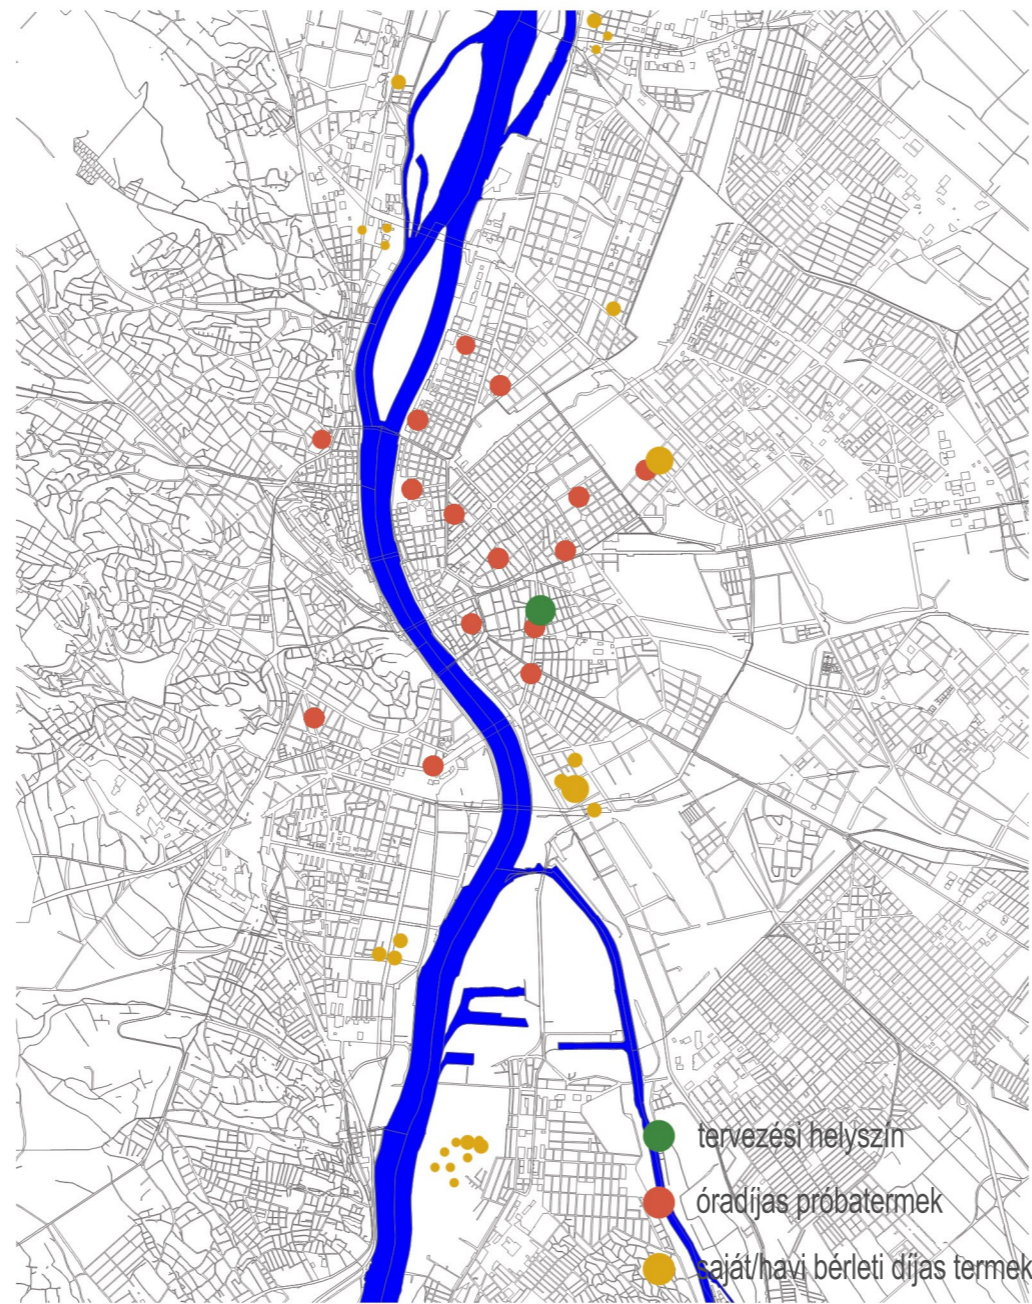 tervezési helyszín
óradíjas próbatermek
saját/havi bérleti díjas termek